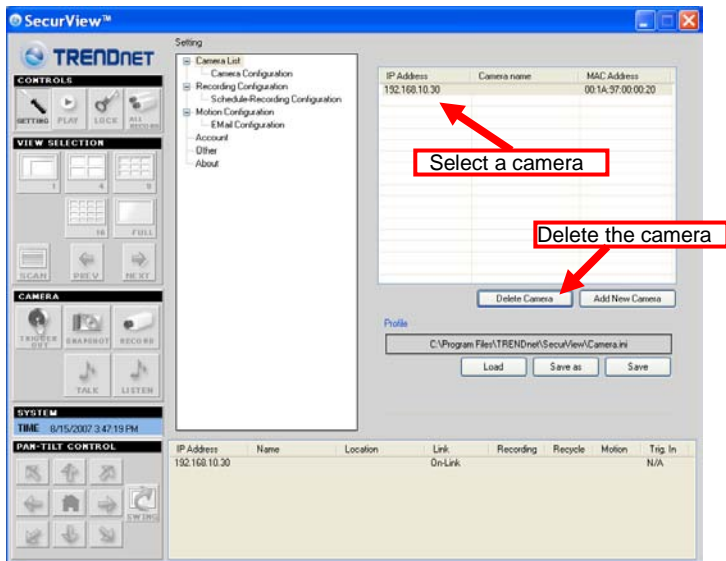 SecurView™
TRENDnet
CONTROLS
SETTING PLAY LOCK ALL RECORD
VIEW SELECTION
1 4 9
16 FULL
SCAN PREV NEXT
CAMERA
TRIGGER OUT SNAPSHOT RECORD
TALK LISTEN
SYSTEM
TIME 8/15/2007 3:47:19 PM
PAN-TILT CONTROL
SWING
Setting
Camera List
Camera Configuration
Recording Configuration
Schedule-Recording Configuration
Motion Configuration
EMail Configuration
Account
Other
About
IP Address Camera name MAC Address
192.168.10.30 00:1A:97:00:00:20
Select a camera
Delete the camera
Delete Camera Add New Camera
Profile
C:\Program Files\TRENDnet\SecurView\Camera.ini
Load Save as Save
IP Address Name Location Link Recording Recycle Motion Trig. In
192.168.10.30 On-Link N/A